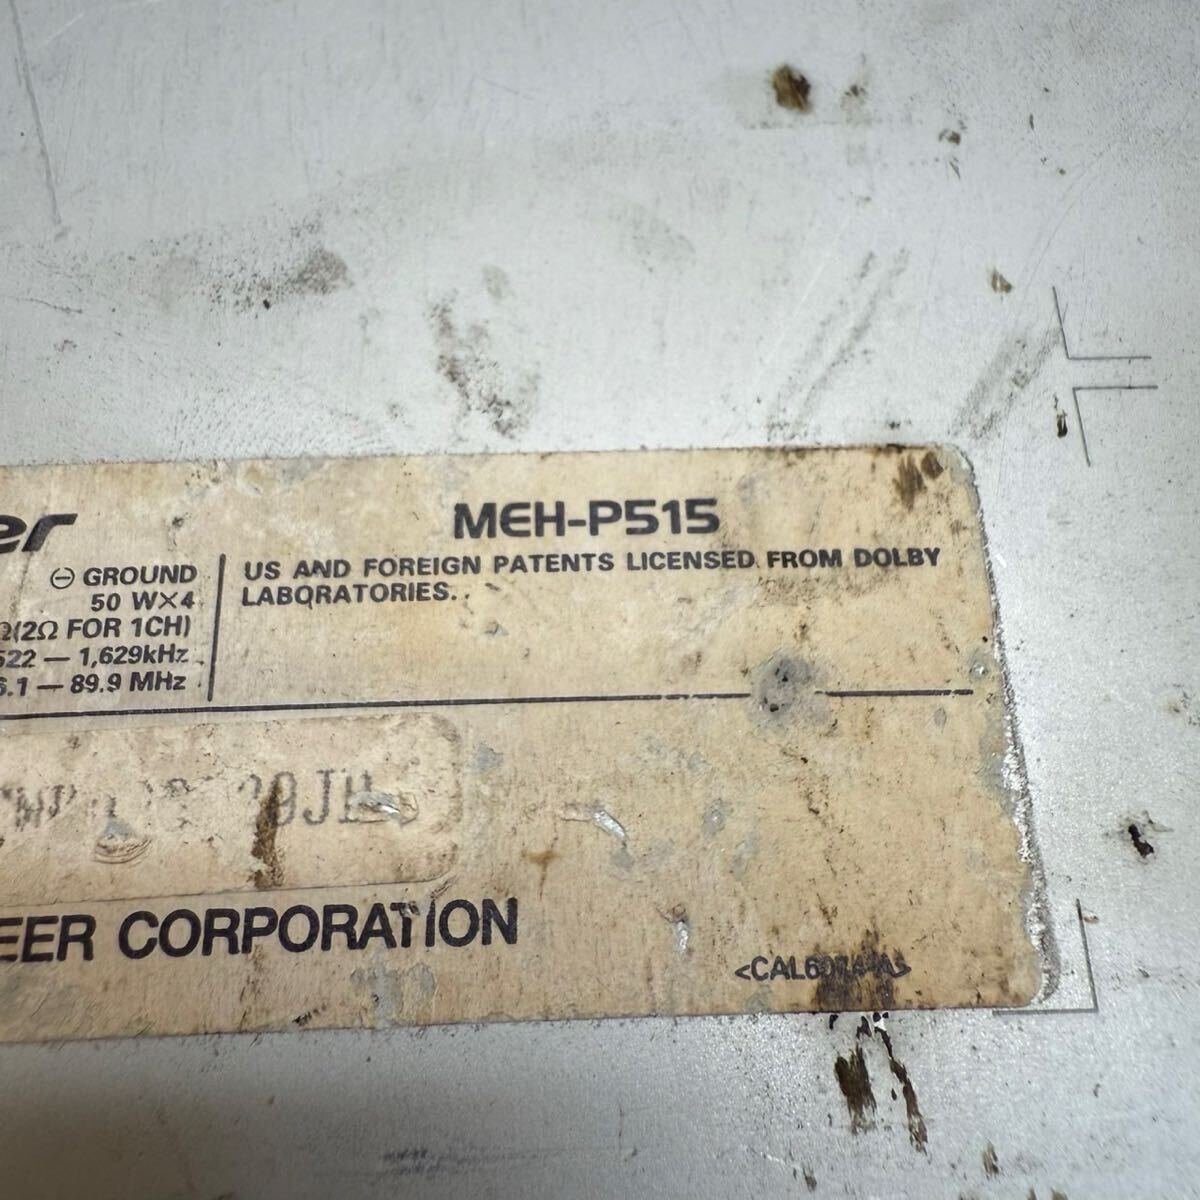 er
MEH-P515
⊖ GROUND
50 W×4
Ω(2Ω FOR 1CH)
522 — 1,629kHz
6.1 — 89.9 MHz
US AND FOREIGN PATENTS LICENSED FROM DOLBY
LABORATORIES.
EER CORPORATION